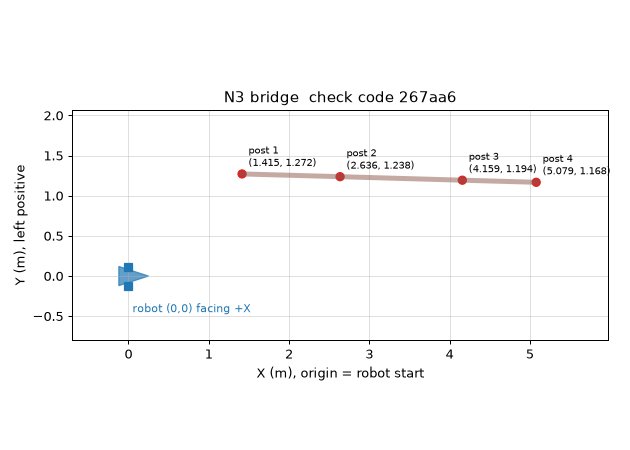 N3 bridge  check code 267aa6
Y (m), left positive
2.0
1.5
1.0
0.5
0.0
−0.5
post 1
(1.415, 1.272)
post 2
(2.636, 1.238)
post 3
(4.159, 1.194)
post 4
(5.079, 1.168)
robot (0,0) facing +X
0
1
2
3
4
5
X (m), origin = robot start